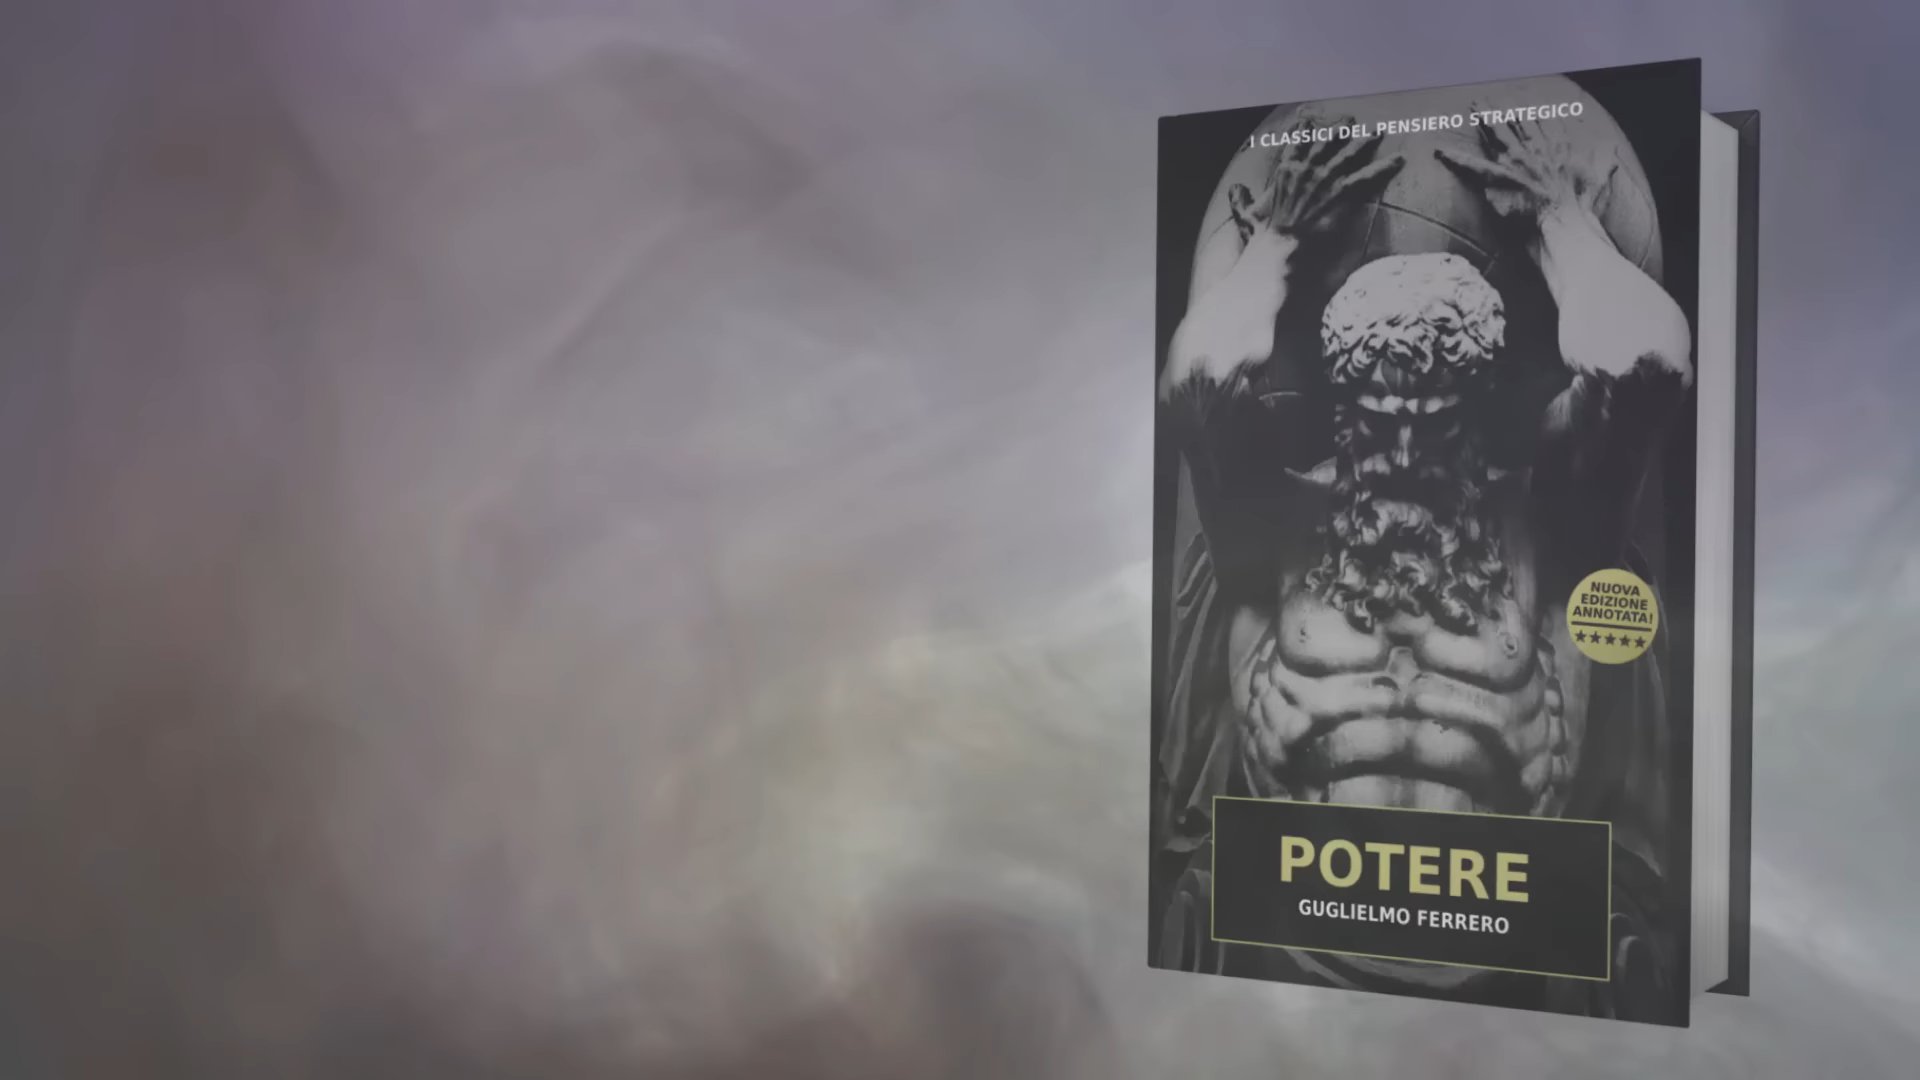 I CLASSICI DEL PENSIERO STRATEGICO
NUOVA
EDIZIONE
ANNOTATA!
POTERE
GUGLIELMO FERRERO